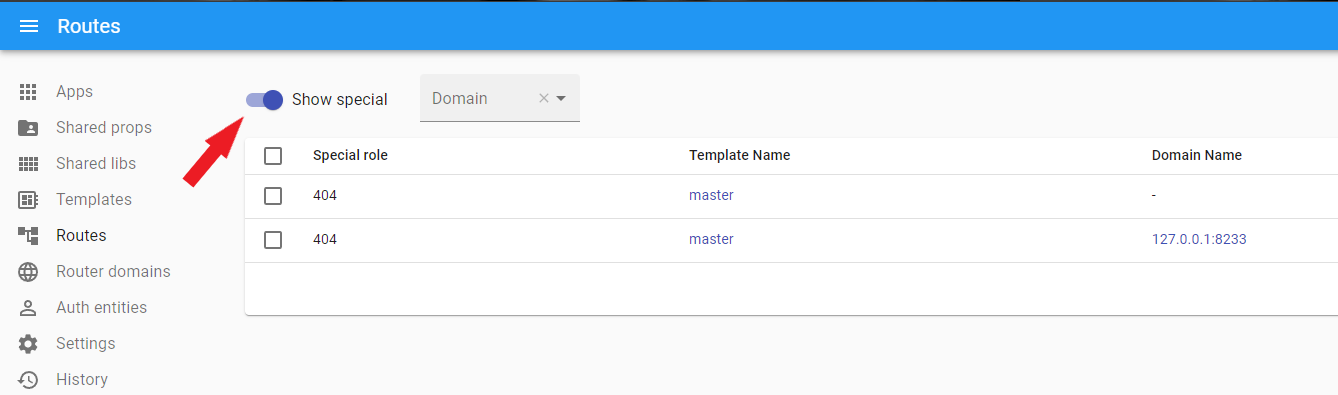 Routes
Apps
Shared props
Shared libs
Templates
Routes
Router domains
Auth entities
Settings
History
Show special
Domain
Special role Template Name Domain Name
404 master -
404 master 127.0.0.1:8233